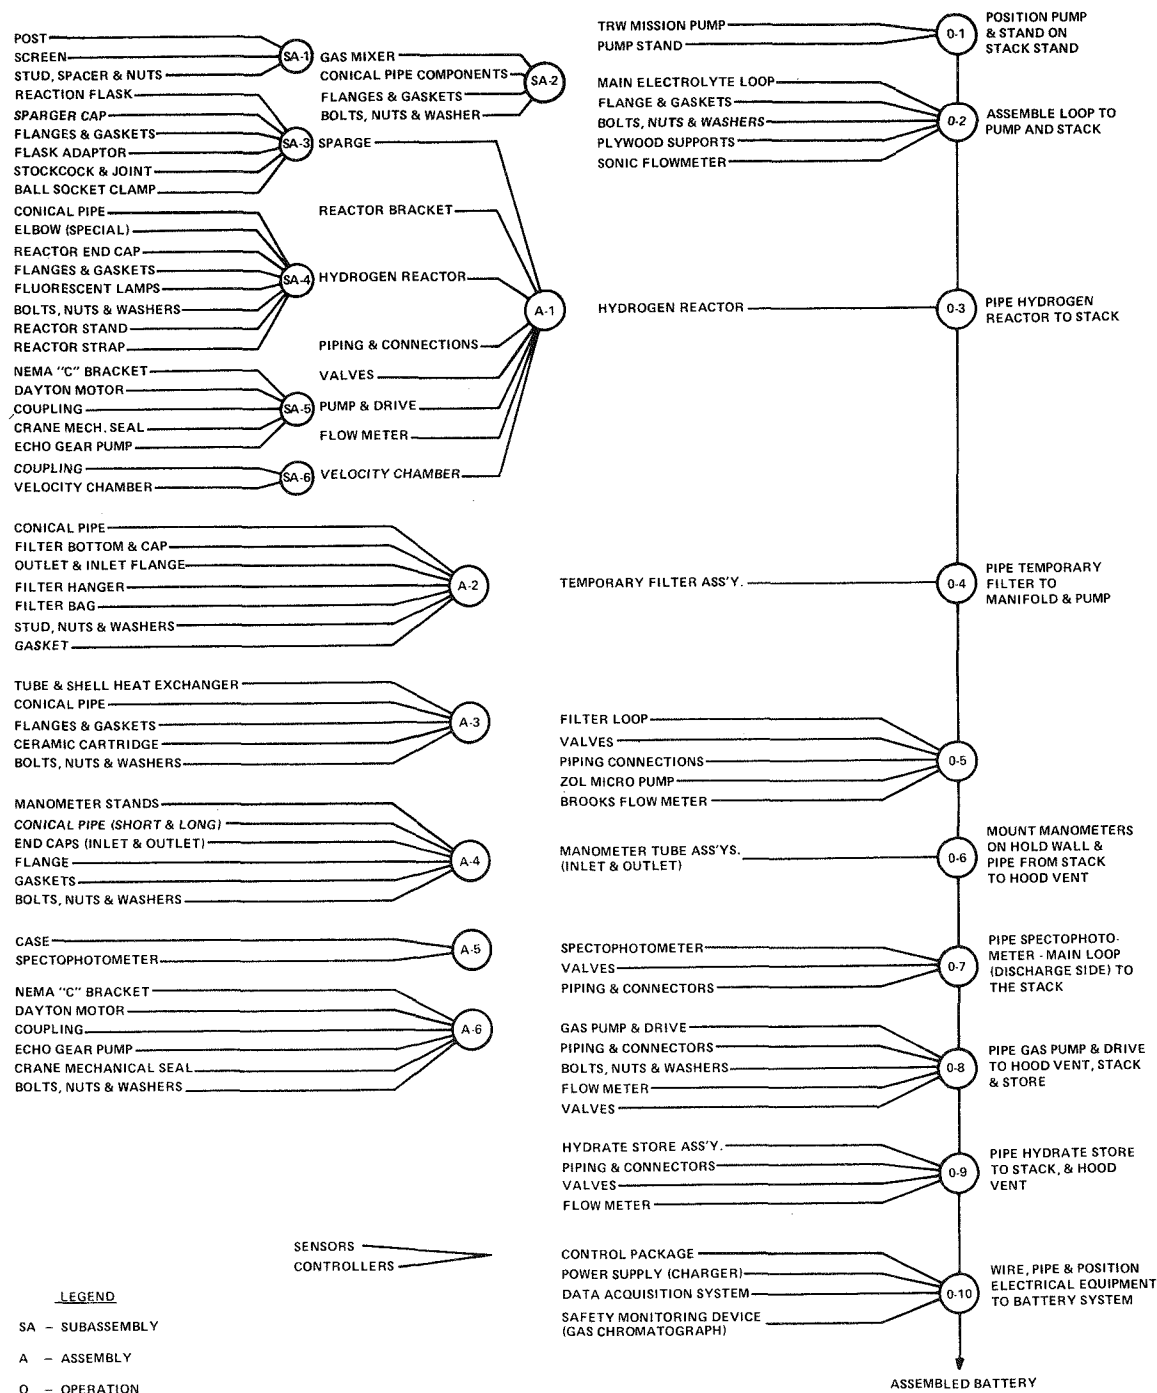 POST
SCREEN
STUD, SPACER & NUTS
SA-1
REACTION FLASK
SPARGER CAP
FLANGES & GASKETS
FLASK ADAPTOR
STOCKCOCK & JOINT
BALL SOCKET CLAMP
SA-3
CONICAL PIPE
ELBOW (SPECIAL)
REACTOR END CAP
FLANGES & GASKETS
FLUORESCENT LAMPS
BOLTS, NUTS & WASHERS
REACTOR STAND
REACTOR STRAP
SA-4
NEMA "C" BRACKET
DAYTON MOTOR
COUPLING
CRANE MECH. SEAL
ECHO GEAR PUMP
SA-5
COUPLING
VELOCITY CHAMBER
SA-6
GAS MIXER
CONICAL PIPE COMPONENTS
FLANGES & GASKETS
BOLTS, NUTS & WASHER
SA-2
SPARGE
REACTOR BRACKET
HYDROGEN REACTOR
PIPING & CONNECTIONS
VALVES
PUMP & DRIVE
FLOW METER
VELOCITY CHAMBER
A-1
CONICAL PIPE
FILTER BOTTOM & CAP
OUTLET & INLET FLANGE
FILTER HANGER
FILTER BAG
STUD, NUTS & WASHERS
GASKET
A-2
TUBE & SHELL HEAT EXCHANGER
CONICAL PIPE
FLANGES & GASKETS
CERAMIC CARTRIDGE
BOLTS, NUTS & WASHERS
A-3
MANOMETER STANDS
CONICAL PIPE (SHORT & LONG)
END CAPS (INLET & OUTLET)
FLANGE
GASKETS
BOLTS, NUTS & WASHERS
A-4
CASE
SPECTOPHOTOMETER
A-5
NEMA "C" BRACKET
DAYTON MOTOR
COUPLING
ECHO GEAR PUMP
CRANE MECHANICAL SEAL
BOLTS, NUTS & WASHERS
A-6
SENSORS
CONTROLLERS
LEGEND
SA – SUBASSEMBLY
A – ASSEMBLY
O – OPERATION
TRW MISSION PUMP
PUMP STAND
0-1
POSITION PUMP
& STAND ON
STACK STAND
MAIN ELECTROLYTE LOOP
FLANGE & GASKETS
BOLTS, NUTS & WASHERS
PLYWOOD SUPPORTS
SONIC FLOWMETER
0-2
ASSEMBLE LOOP TO
PUMP AND STACK
HYDROGEN REACTOR
0-3
PIPE HYDROGEN
REACTOR TO STACK
TEMPORARY FILTER ASS'Y.
0-4
PIPE TEMPORARY
FILTER TO
MANIFOLD & PUMP
FILTER LOOP
VALVES
PIPING CONNECTIONS
ZOL MICRO PUMP
BROOKS FLOW METER
0-5
MANOMETER TUBE ASS'YS.
(INLET & OUTLET)
0-6
MOUNT MANOMETERS
ON HOLD WALL &
PIPE FROM STACK
TO HOOD VENT
SPECTOPHOTOMETER
VALVES
PIPING & CONNECTORS
0-7
PIPE SPECTOPHOTO-
METER - MAIN LOOP
(DISCHARGE SIDE) TO
THE STACK
GAS PUMP & DRIVE
PIPING & CONNECTORS
BOLTS, NUTS & WASHERS
FLOW METER
VALVES
0-8
PIPE GAS PUMP & DRIVE
TO HOOD VENT, STACK
& STORE
HYDRATE STORE ASS'Y.
PIPING & CONNECTORS
VALVES
FLOW METER
0-9
PIPE HYDRATE STORE
TO STACK, & HOOD
VENT
CONTROL PACKAGE
POWER SUPPLY (CHARGER)
DATA ACQUISITION SYSTEM
SAFETY MONITORING DEVICE
(GAS CHROMATOGRAPH)
0-10
WIRE, PIPE & POSITION
ELECTRICAL EQUIPMENT
TO BATTERY SYSTEM
ASSEMBLED BATTERY